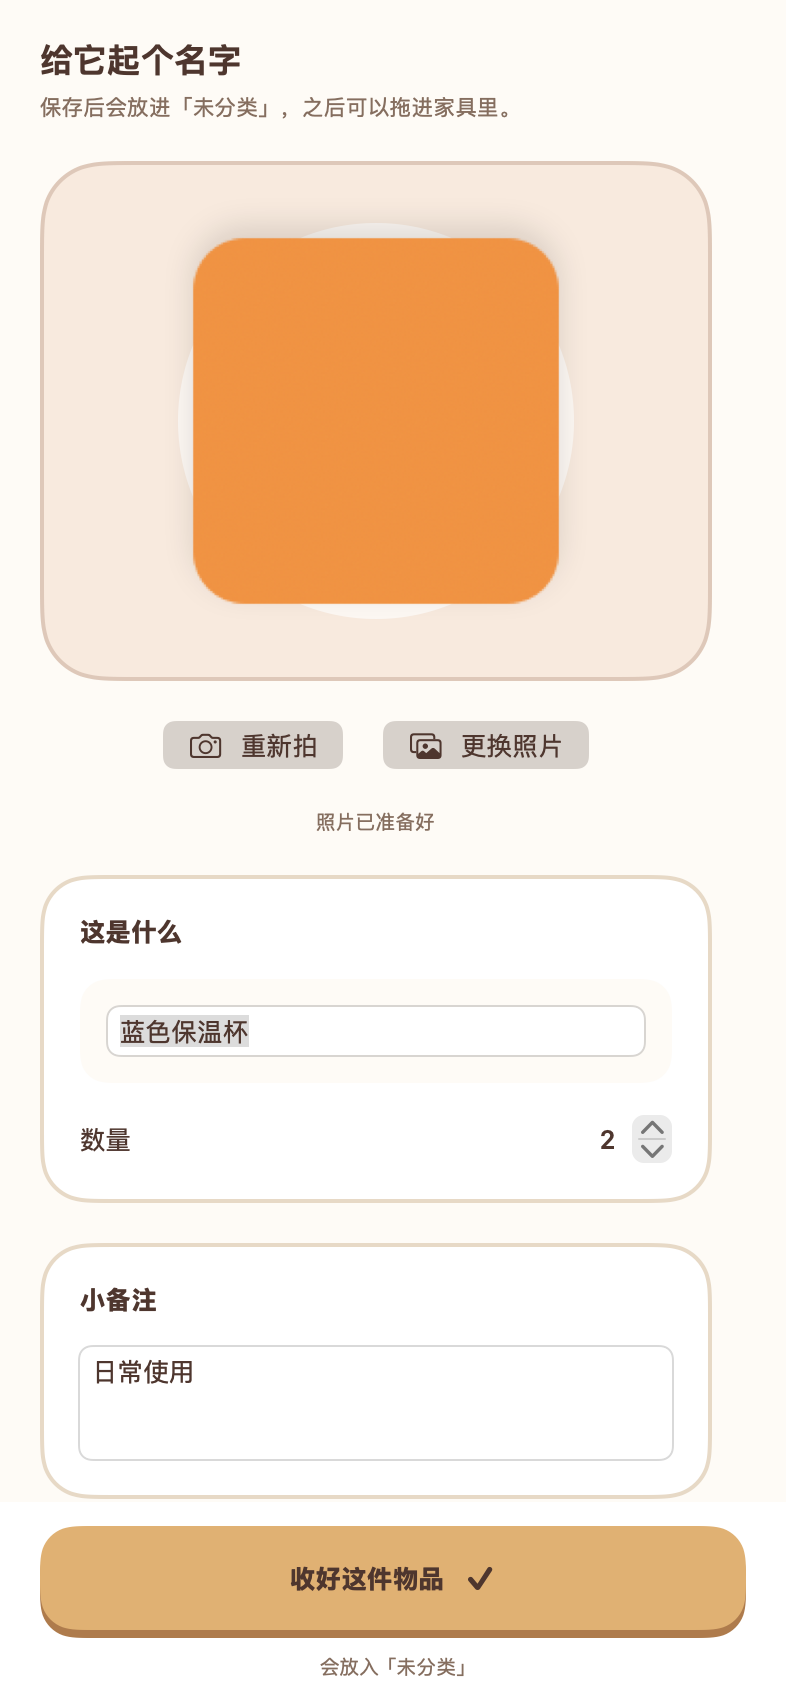 给它起个名字
保存后会放进「未分类」，之后可以拖进家具里。
重新拍
更换照片
照片已准备好
这是什么
蓝色保温杯
数量 2
小备注
日常使用
收好这件物品
会放入「未分类」